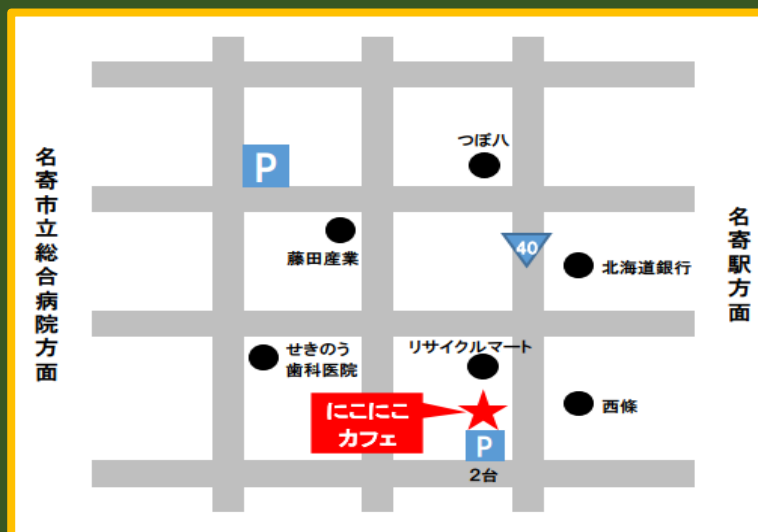 名寄市立総合病院方面
P
つぼ八
藤田産業
40
北海道銀行
名寄駅方面
せきのう
歯科医院
リサイクルマート
にこにこ
カフェ
西條
P
2台